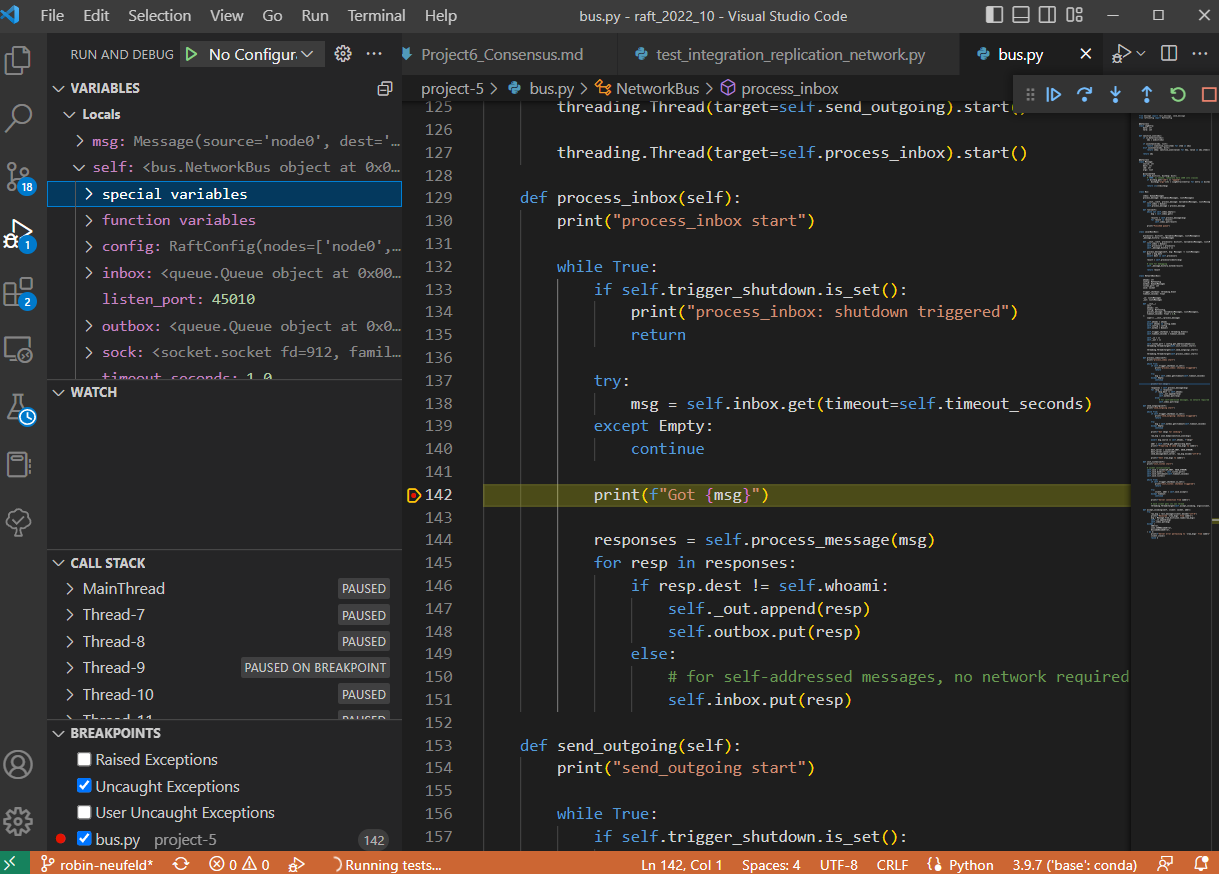 File Edit Selection View Go Run Terminal Help bus.py - raft_2022_10 - Visual Studio Code
RUN AND DEBUG No Configur
Project6_Consensus.md test_integration_replication_network.py bus.py
project-5 > bus.py > NetworkBus > process_inbox
VARIABLES
Locals
msg: Message(source='node0', dest='...
self: <bus.NetworkBus object at 0x0...
special variables
function variables
config: RaftConfig(nodes=['node0',...
inbox: <queue.Queue object at 0x00...
listen_port: 45010
outbox: <queue.Queue object at 0x0...
sock: <socket.socket fd=912, famil...
timeout_seconds: 1.0
WATCH
CALL STACK
MainThread PAUSED
Thread-7 PAUSED
Thread-8 PAUSED
Thread-9 PAUSED ON BREAKPOINT
Thread-10 PAUSED
Thread-11 PAUSED
BREAKPOINTS
Raised Exceptions
Uncaught Exceptions
User Uncaught Exceptions
bus.py project-5 142
18
1
2
125 threading.Thread(target=self.send_outgoing).start()
126
127 threading.Thread(target=self.process_inbox).start()
128
129 def process_inbox(self):
130 print("process_inbox start")
131
132 while True:
133 if self.trigger_shutdown.is_set():
134 print("process_inbox: shutdown triggered")
135 return
136
137 try:
138 msg = self.inbox.get(timeout=self.timeout_seconds)
139 except Empty:
140 continue
141
142 print(f"Got {msg}")
143
144 responses = self.process_message(msg)
145 for resp in responses:
146 if resp.dest != self.whoami:
147 self._out.append(resp)
148 self.outbox.put(resp)
149 else:
150 # for self-addressed messages, no network required
151 self.inbox.put(resp)
152
153 def send_outgoing(self):
154 print("send_outgoing start")
155
156 while True:
157 if self.trigger_shutdown.is_set():
robin-neufeld* 0 0 Running tests... Ln 142, Col 1 Spaces: 4 UTF-8 CRLF Python 3.9.7 ('base': conda)